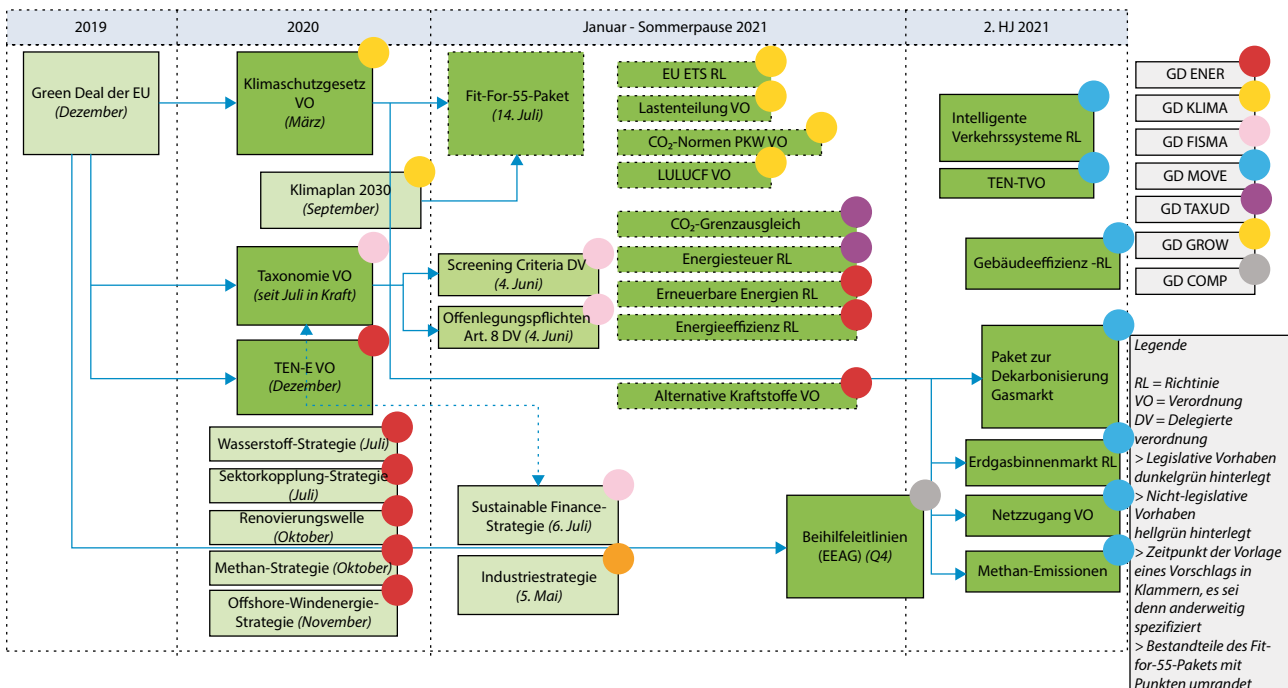 2019
2020
Januar - Sommerpause 2021
2. HJ 2021
Green Deal der EU
(Dezember)
Klimaschutzgesetz
VO
(März)
Klimaplan 2030
(September)
Taxonomie VO
(seit Juli in Kraft)
TEN-E VO
(Dezember)
Wasserstoff-Strategie (Juli)
Sektorkopplung-Strategie
(Juli)
Renovierungswelle
(Oktober)
Methan-Strategie (Oktober)
Offshore-Windenergie-
Strategie (November)
Fit-For-55-Paket
(14. Juli)
Screening Criteria DV
(4. Juni)
Offenlegungspflichten
Art. 8 DV (4. Juni)
Sustainable Finance-
Strategie
(6. Juli)
Industriestrategie
(5. Mai)
EU ETS RL
Lastenteilung VO
CO₂-Normen PKW VO
LULUCF VO
CO₂-Grenzausgleich
Energiesteuer RL
Erneuerbare Energien RL
Energieeffizienz RL
Alternative Kraftstoffe VO
Beihilfeleitlinien
(EEAG) (Q4)
Intelligente
Verkehrssysteme RL
TEN-TVO
Gebäudeeffizienz -RL
Paket zur
Dekarbonisierung
Gasmarkt
Erdgasbinnenmarkt RL
Netzzugang VO
Methan-Emissionen
GD ENER
GD KLIMA
GD FISMA
GD MOVE
GD TAXUD
GD GROW
GD COMP
Legende
RL = Richtinie
VO = Verordnung
DV = Delegierte
verordnung
> Legislative Vorhaben
dunkelgrün hinterlegt
> Nicht-legislative
Vorhaben
hellgrün hinterlegt
> Zeitpunkt der Vorlage
eines Vorschlags in
Klammern, es sei
denn anderweitig
spezifiziert
> Bestandteile des Fit-
for-55-Pakets mit
Punkten umrandet